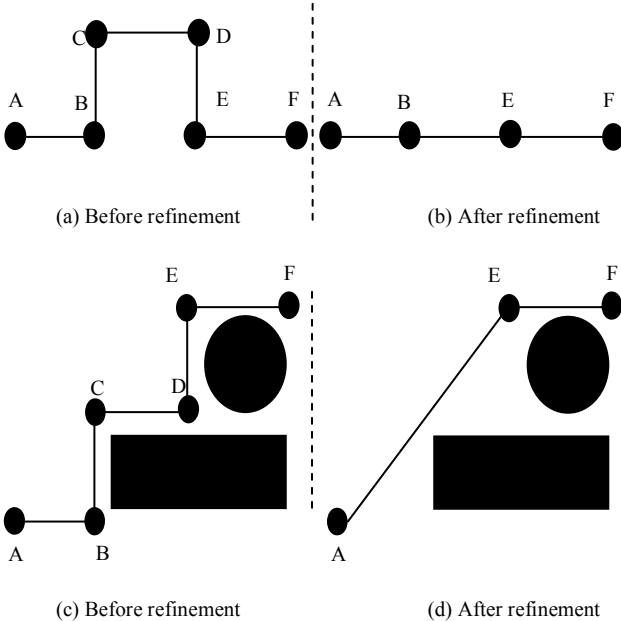 C D
A B E F A B E F
(a) Before refinement (b) After refinement
E F E F
C D
A B A
(c) Before refinement (d) After refinement